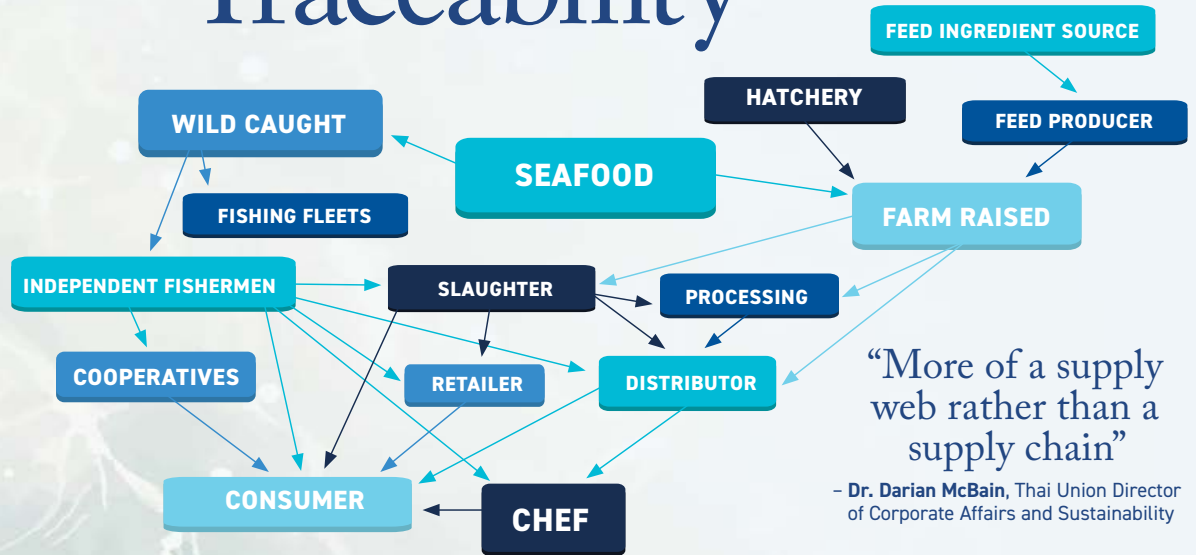 Traceability
FEED INGREDIENT SOURCE
HATCHERY
WILD CAUGHT
FEED PRODUCER
SEAFOOD
FISHING FLEETS
FARM RAISED
INDEPENDENT FISHERMEN
SLAUGHTER
PROCESSING
COOPERATIVES
RETAILER
DISTRIBUTOR
“More of a supply
web rather than a
supply chain”
– Dr. Darian McBain, Thai Union Director
of Corporate Affairs and Sustainability
CONSUMER
CHEF